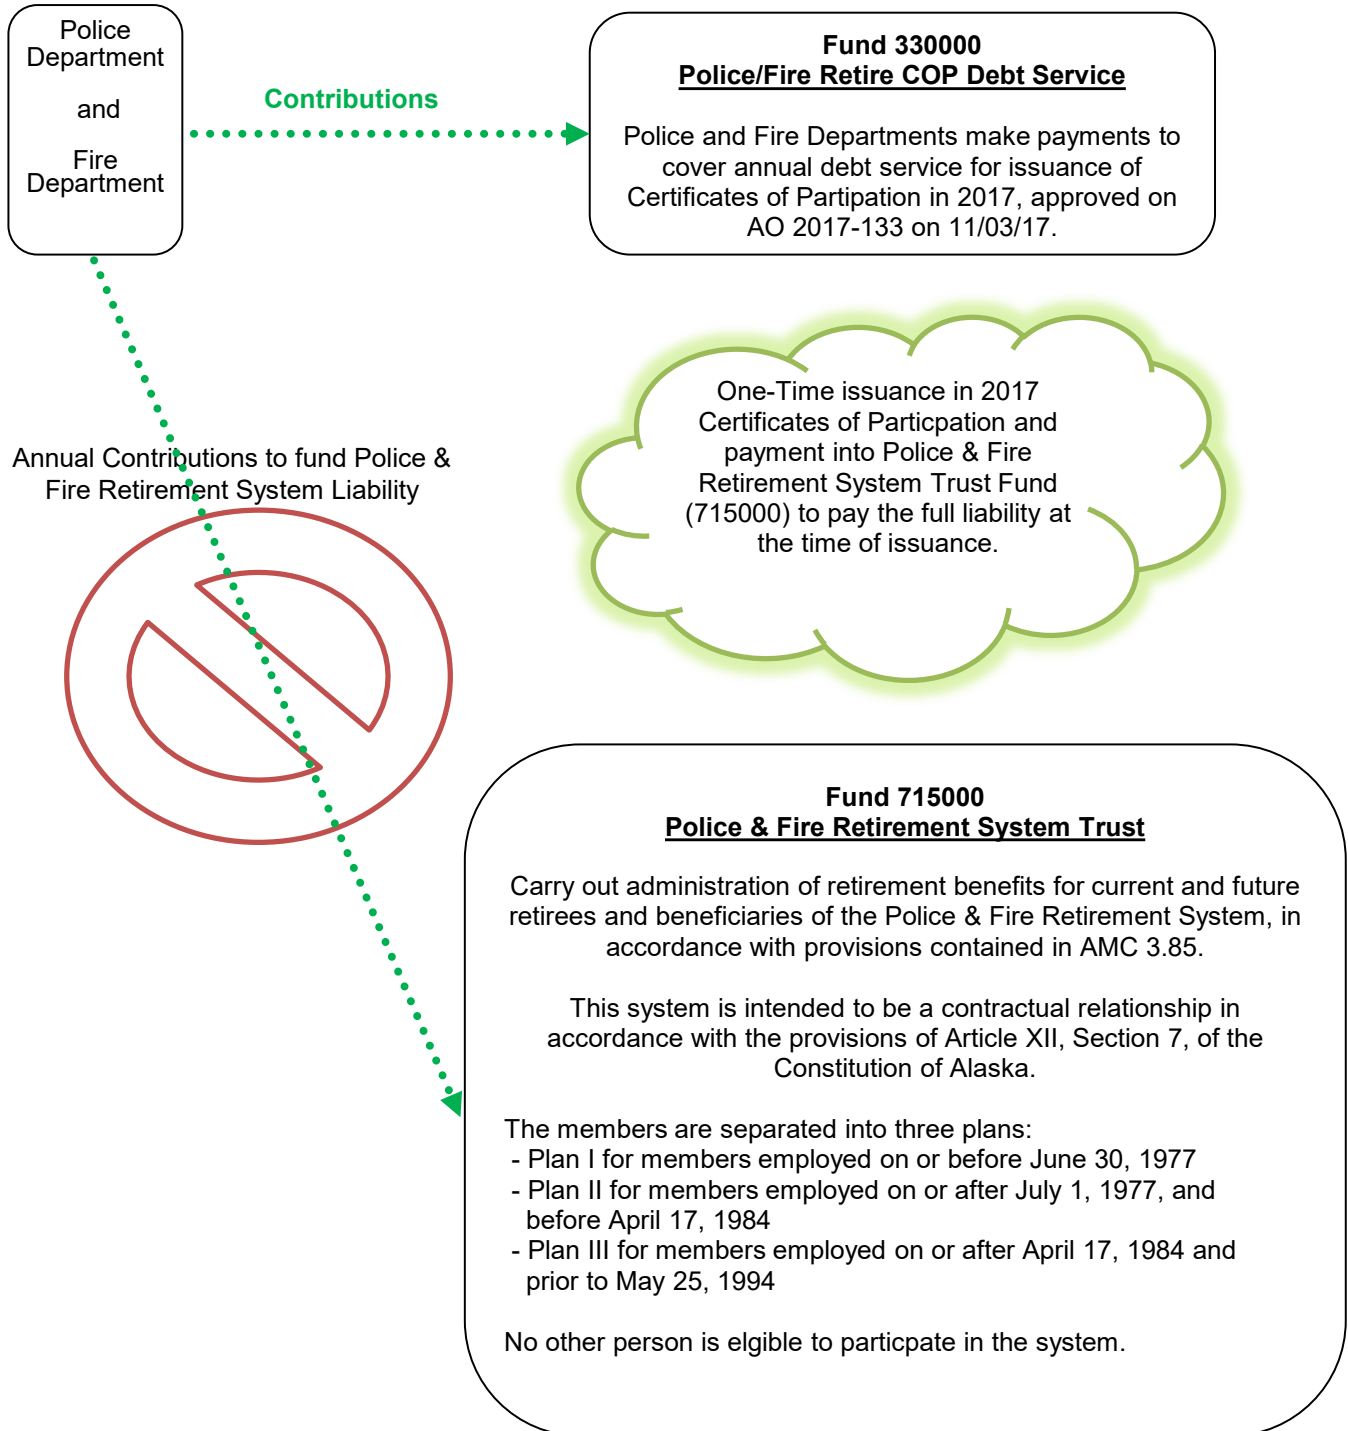 Police
Department
and
Fire
Department
Contributions
Fund 330000
Police/Fire Retire COP Debt Service
Police and Fire Departments make payments to
cover annual debt service for issuance of
Certificates of Partipation in 2017, approved on
AO 2017-133 on 11/03/17.
One-Time issuance in 2017
Certificates of Particpation and
payment into Police & Fire
Retirement System Trust Fund
(715000) to pay the full liability at
the time of issuance.
Annual Contributions to fund Police &
Fire Retirement System Liability
Fund 715000
Police & Fire Retirement System Trust
Carry out administration of retirement benefits for current and future
retirees and beneficiaries of the Police & Fire Retirement System, in
accordance with provisions contained in AMC 3.85.
This system is intended to be a contractual relationship in
accordance with the provisions of Article XII, Section 7, of the
Constitution of Alaska.
The members are separated into three plans:
- Plan I for members employed on or before June 30, 1977
- Plan II for members employed on or after July 1, 1977, and
before April 17, 1984
- Plan III for members employed on or after April 17, 1984 and
prior to May 25, 1994
No other person is elgible to particpate in the system.